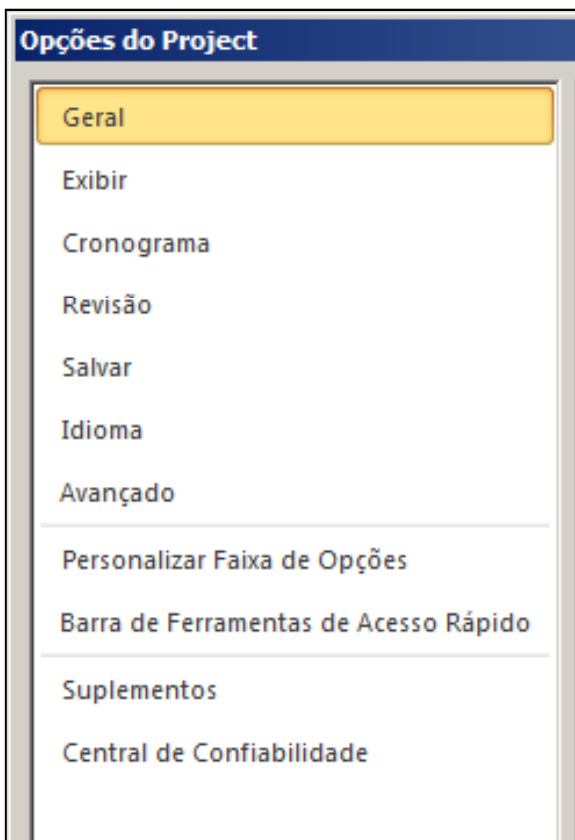 Opções do Project
Geral
Exibir
Cronograma
Revisão
Salvar
Idioma
Avançado
Personalizar Faixa de Opções
Barra de Ferramentas de Acesso Rápido
Suplementos
Central de Confiabilidade